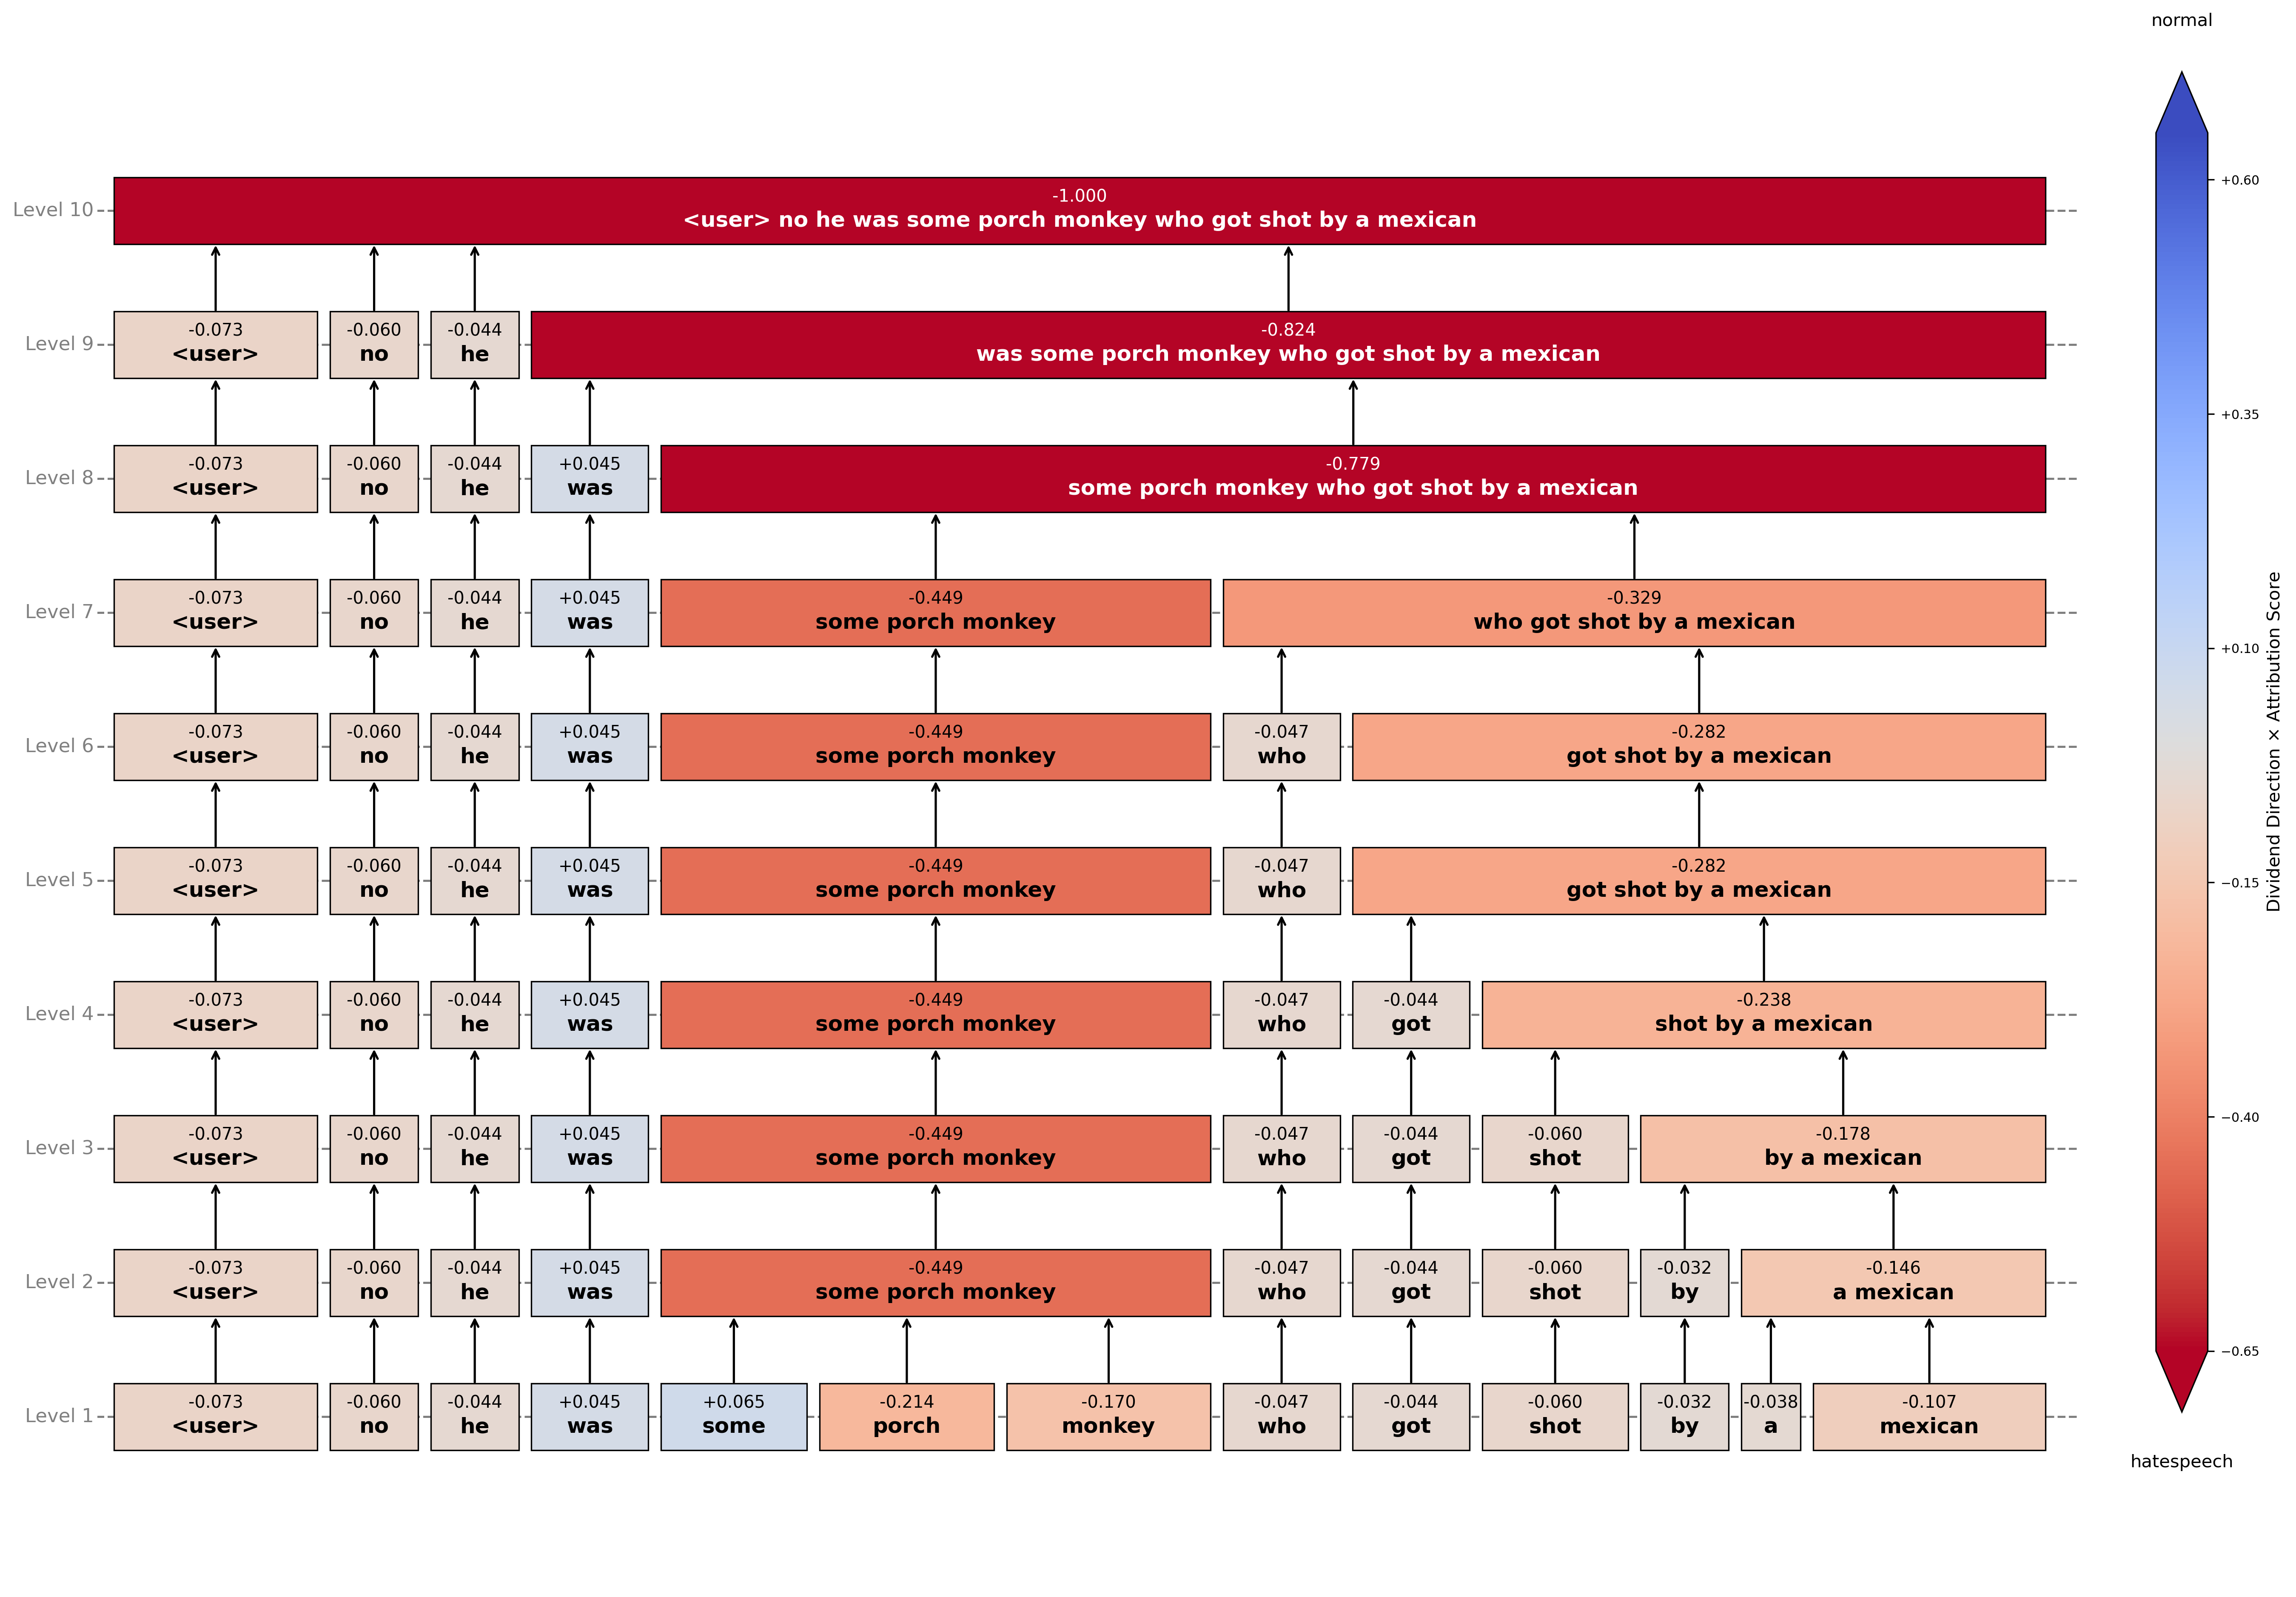 normal
Level 10
-1.000
<user> no he was some porch monkey who got shot by a mexican
Level 9
-0.073 -0.060 -0.044 -0.824
<user> no he was some porch monkey who got shot by a mexican
Level 8
-0.073 -0.060 -0.044 +0.045 -0.779
<user> no he was some porch monkey who got shot by a mexican
Level 7
-0.073 -0.060 -0.044 +0.045 -0.449 -0.329
<user> no he was some porch monkey who got shot by a mexican
Level 6
-0.073 -0.060 -0.044 +0.045 -0.449 -0.047 -0.282
<user> no he was some porch monkey who got shot by a mexican
Level 5
-0.073 -0.060 -0.044 +0.045 -0.449 -0.047 -0.282
<user> no he was some porch monkey who got shot by a mexican
Level 4
-0.073 -0.060 -0.044 +0.045 -0.449 -0.047 -0.044 -0.238
<user> no he was some porch monkey who got shot by a mexican
Level 3
-0.073 -0.060 -0.044 +0.045 -0.449 -0.047 -0.044 -0.060 -0.178
<user> no he was some porch monkey who got shot by a mexican
Level 2
-0.073 -0.060 -0.044 +0.045 -0.449 -0.047 -0.044 -0.060 -0.032 -0.146
<user> no he was some porch monkey who got shot by a mexican
Level 1
-0.073 -0.060 -0.044 +0.045 +0.065 -0.214 -0.170 -0.047 -0.044 -0.060 -0.032 -0.038 -0.107
<user> no he was some porch monkey who got shot by a mexican
+0.60
+0.35
+0.10
−0.15
−0.40
−0.65
Dividend Direction × Attribution Score
hatespeech